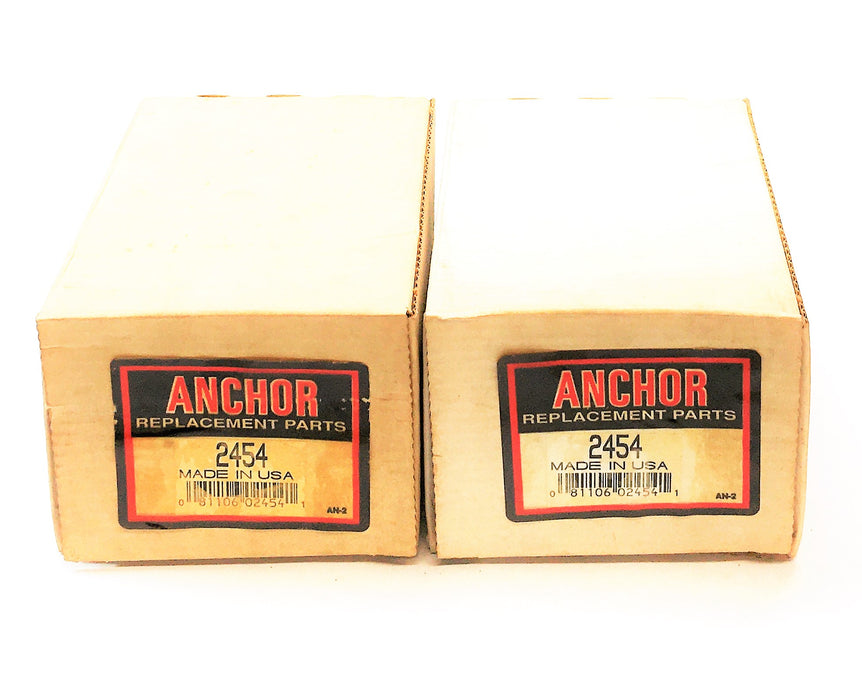 ANCHOR
REPLACEMENT PARTS
2454
MADE IN USA
0 81106 02454 1
AN-2
ANCHOR
REPLACEMENT PARTS
2454
MADE IN USA
0 81106 02454 1
AN-2